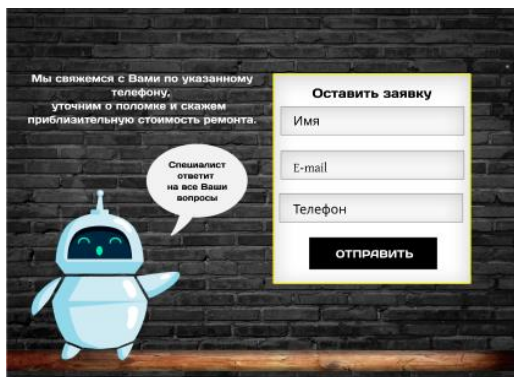 Мы свяжемся с Вами по указанному
телефону,
уточним о поломке и скажем
приблизительную стоимость ремонта.
Специалист
ответит
на все Ваши
вопросы
Оставить заявку
Имя
E-mail
Телефон
ОТПРАВИТЬ